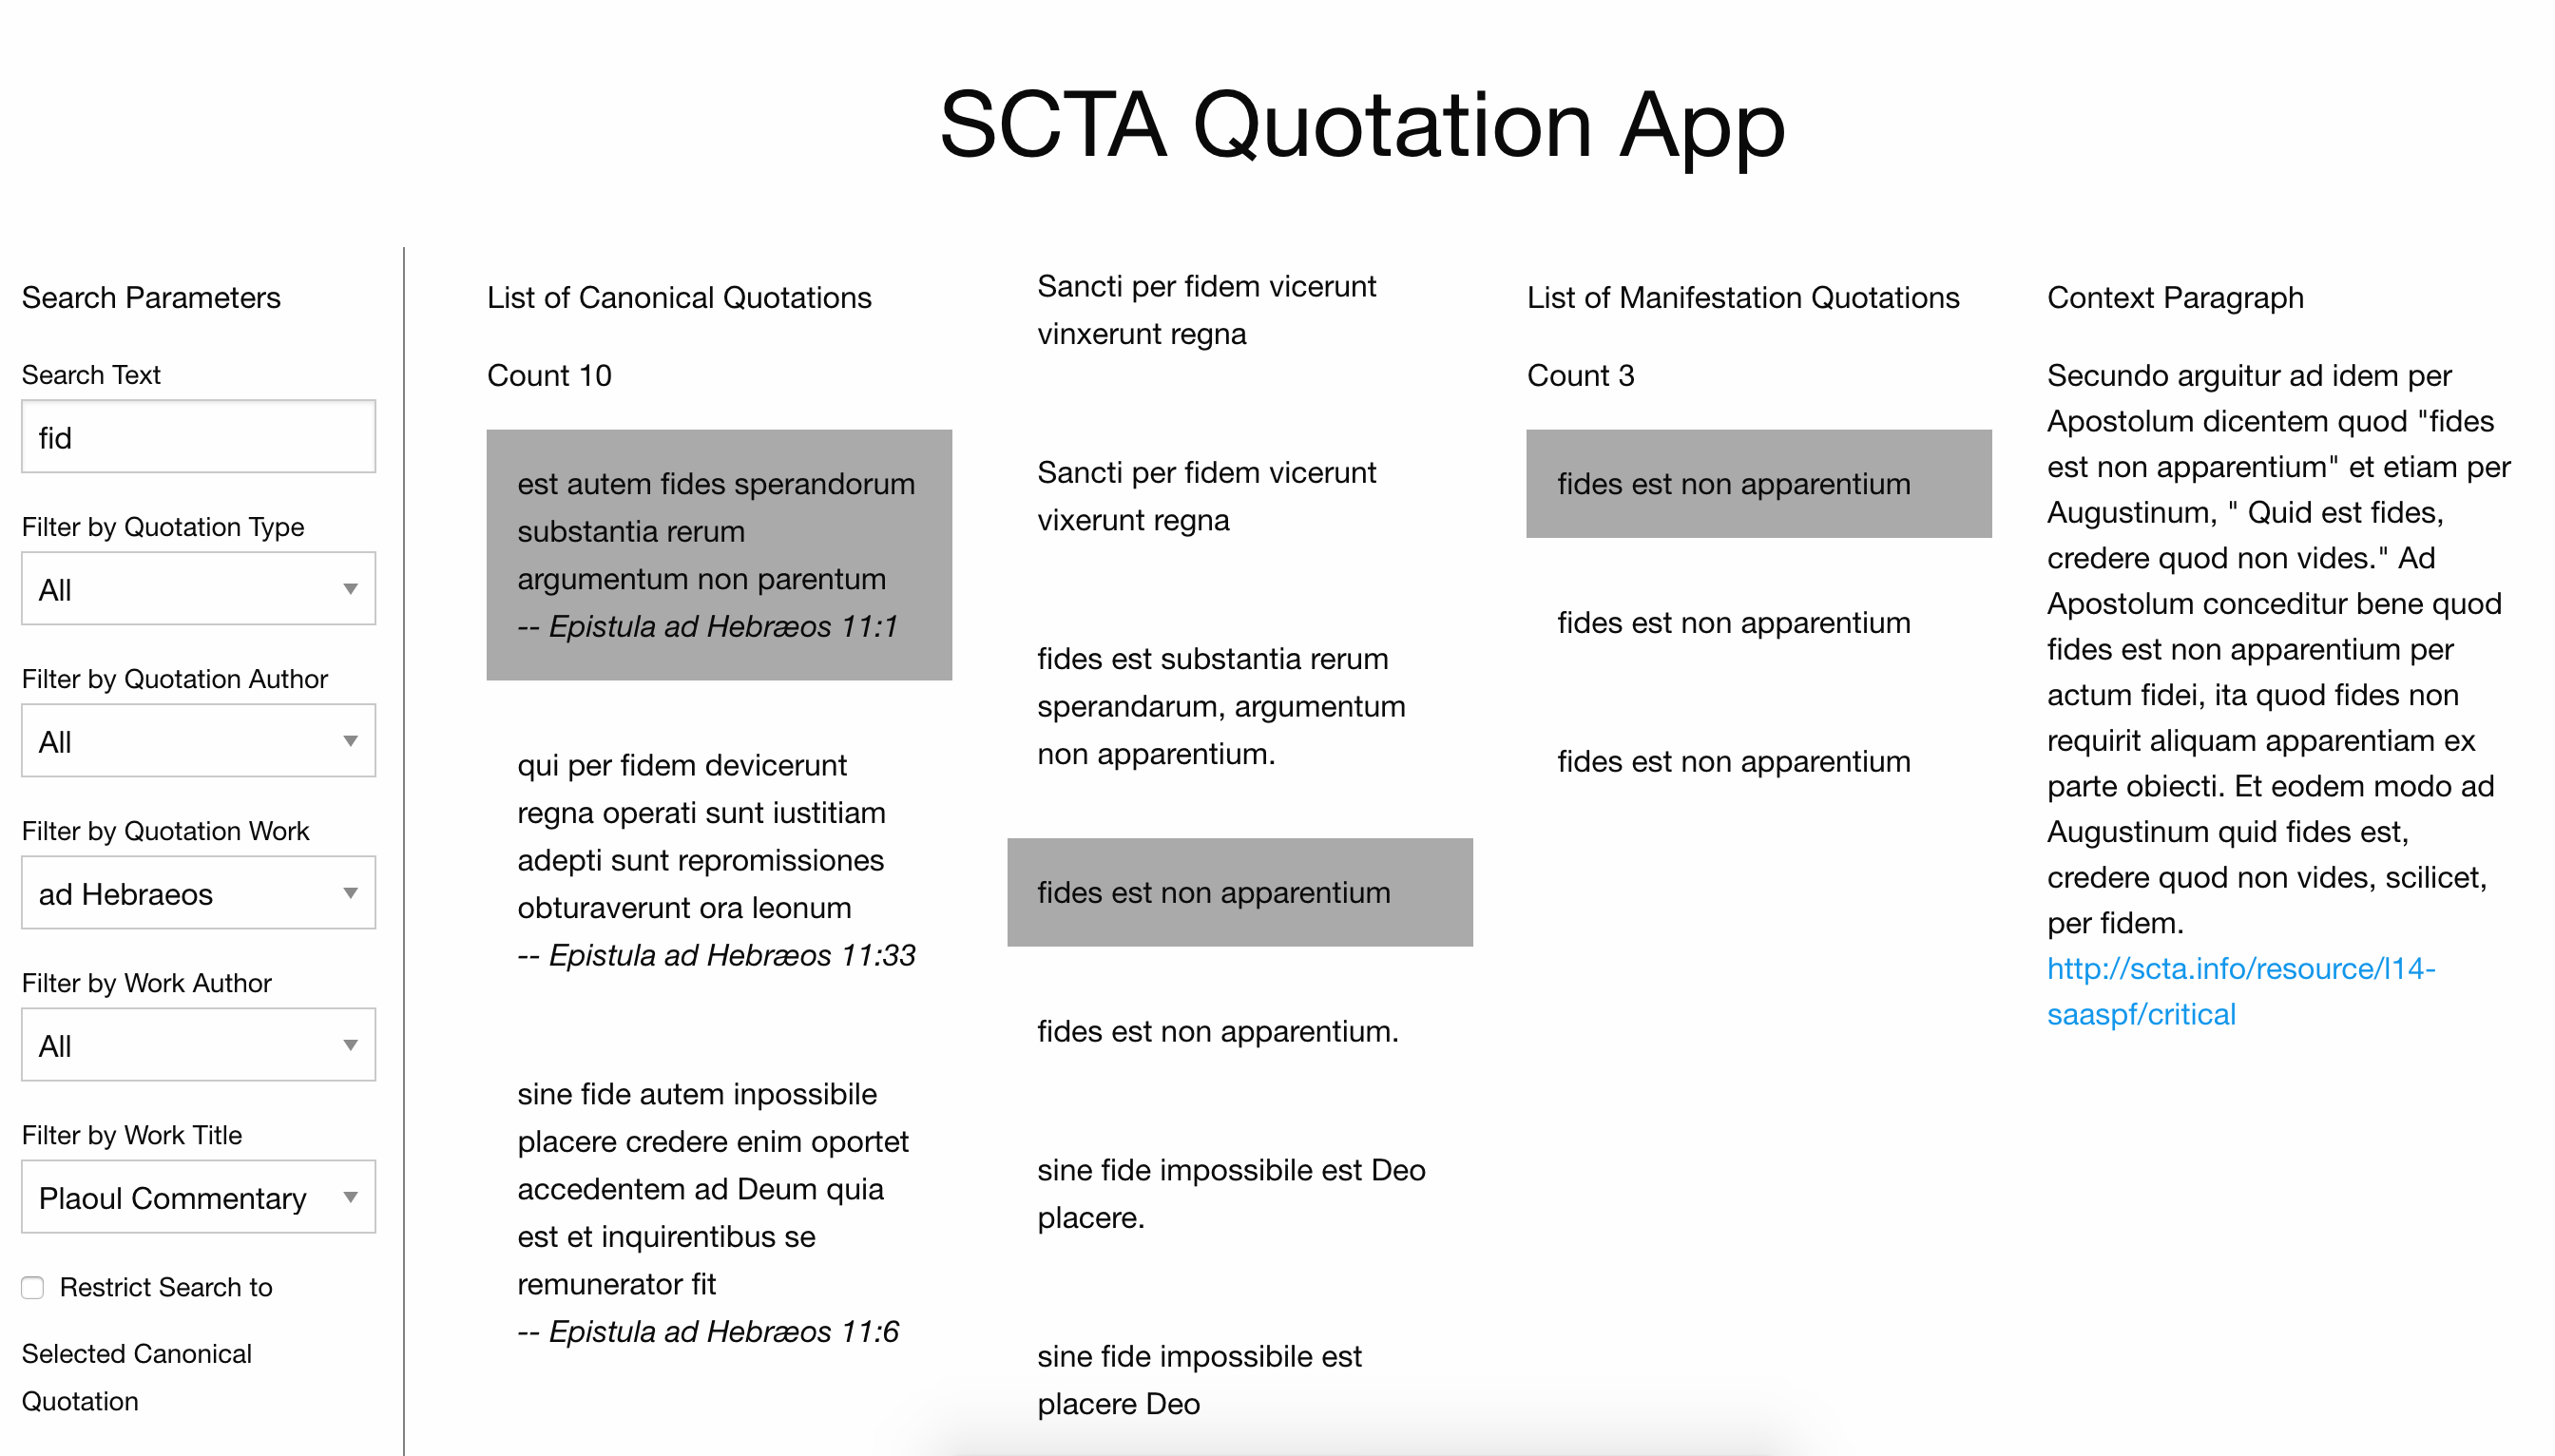 SCTA Quotation App
Search Parameters
Search Text
fid
Filter by Quotation Type
All
Filter by Quotation Author
All
Filter by Quotation Work
ad Hebraeos
Filter by Work Author
All
Filter by Work Title
Plaoul Commentary
Restrict Search to
Selected Canonical
Quotation
List of Canonical Quotations
Count 10
est autem fides sperandorum
substantia rerum
argumentum non parentum
-- Epistula ad Hebræos 11:1
qui per fidem devicerunt
regna operati sunt iustitiam
adepti sunt repromissiones
obturaverunt ora leonum
-- Epistula ad Hebræos 11:33
sine fide autem inpossibile
placere credere enim oportet
accedentem ad Deum quia
est et inquirentibus se
remunerator fit
-- Epistula ad Hebræos 11:6
Sancti per fidem vicerunt
vinxerunt regna
Sancti per fidem vicerunt
vixerunt regna
fides est substantia rerum
sperandarum, argumentum
non apparentium.
fides est non apparentium
fides est non apparentium.
sine fide impossibile est Deo
placere.
sine fide impossibile est
placere Deo
List of Manifestation Quotations
Count 3
fides est non apparentium
fides est non apparentium
fides est non apparentium
Context Paragraph
Secundo arguitur ad idem per
Apostolum dicentem quod "fides
est non apparentium" et etiam per
Augustinum, " Quid est fides,
credere quod non vides." Ad
Apostolum conceditur bene quod
fides est non apparentium per
actum fidei, ita quod fides non
requirit aliquam apparentiam ex
parte obiecti. Et eodem modo ad
Augustinum quid fides est,
credere quod non vides, scilicet,
per fidem.
http://scta.info/resource/l14-
saaspf/critical